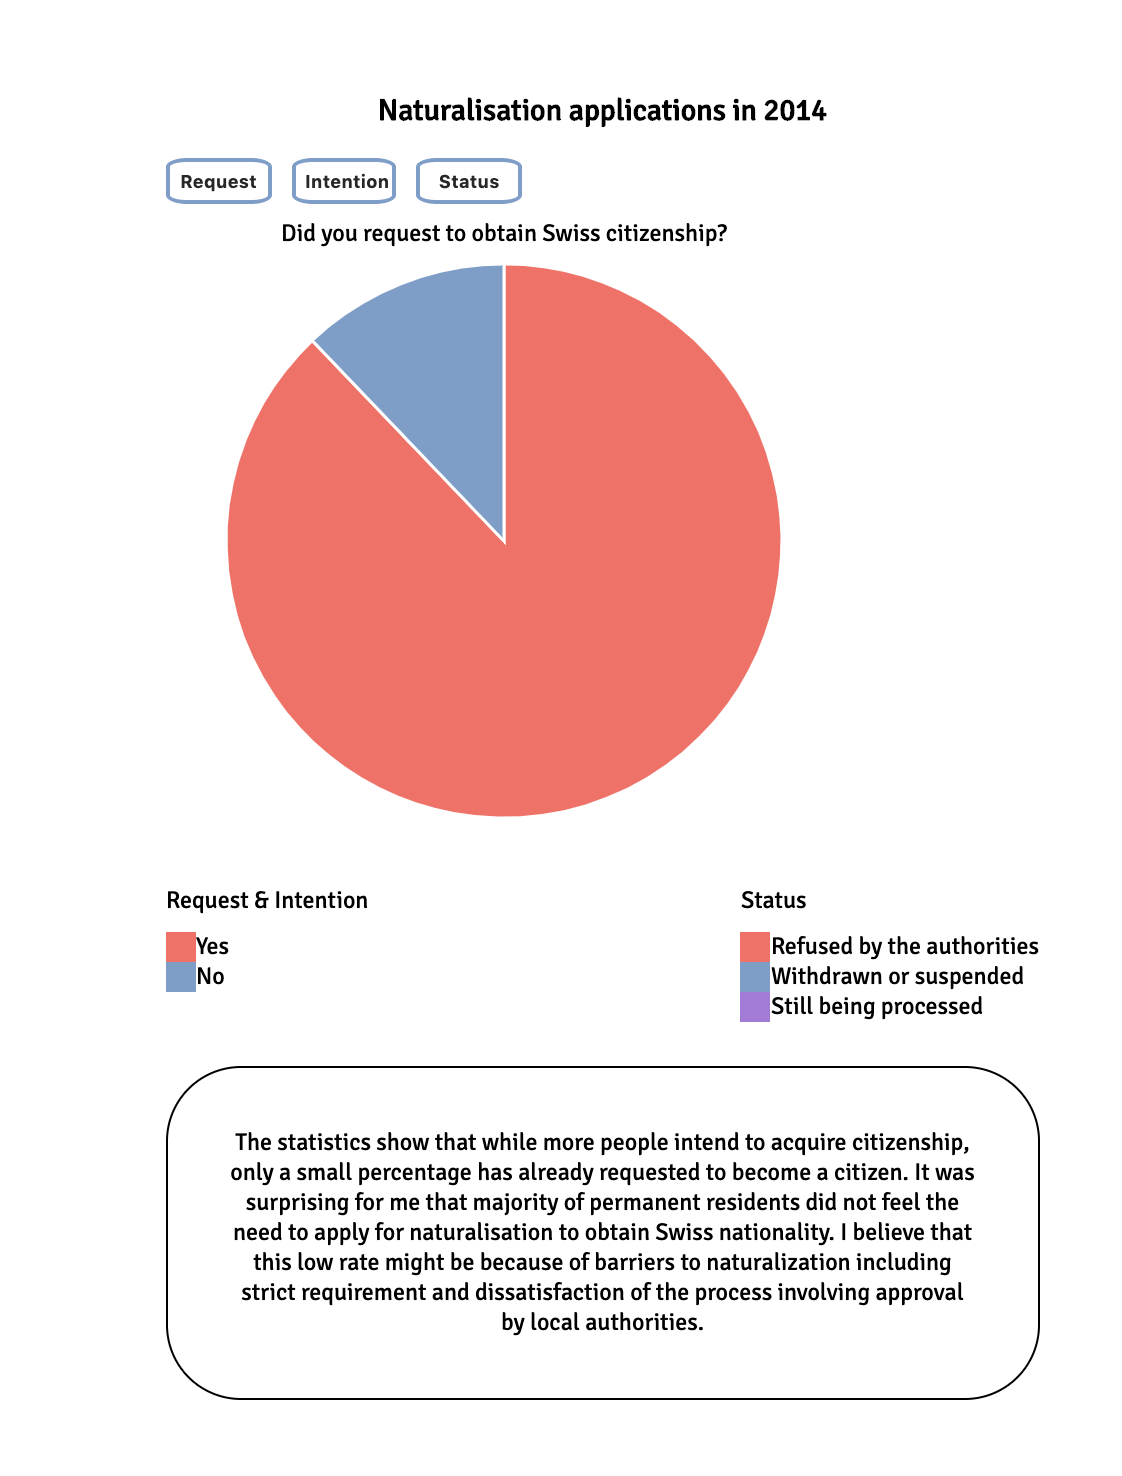 Naturalisation applications in 2014
Request
Intention
Status
Did you request to obtain Swiss citizenship?
Request & Intention
Yes
No
Status
Refused by the authorities
Withdrawn or suspended
Still being processed
The statistics show that while more people intend to acquire citizenship,
only a small percentage has already requested to become a citizen. It was
surprising for me that majority of permanent residents did not feel the
need to apply for naturalisation to obtain Swiss nationality. I believe that
this low rate might be because of barriers to naturalization including
strict requirement and dissatisfaction of the process involving approval
by local authorities.